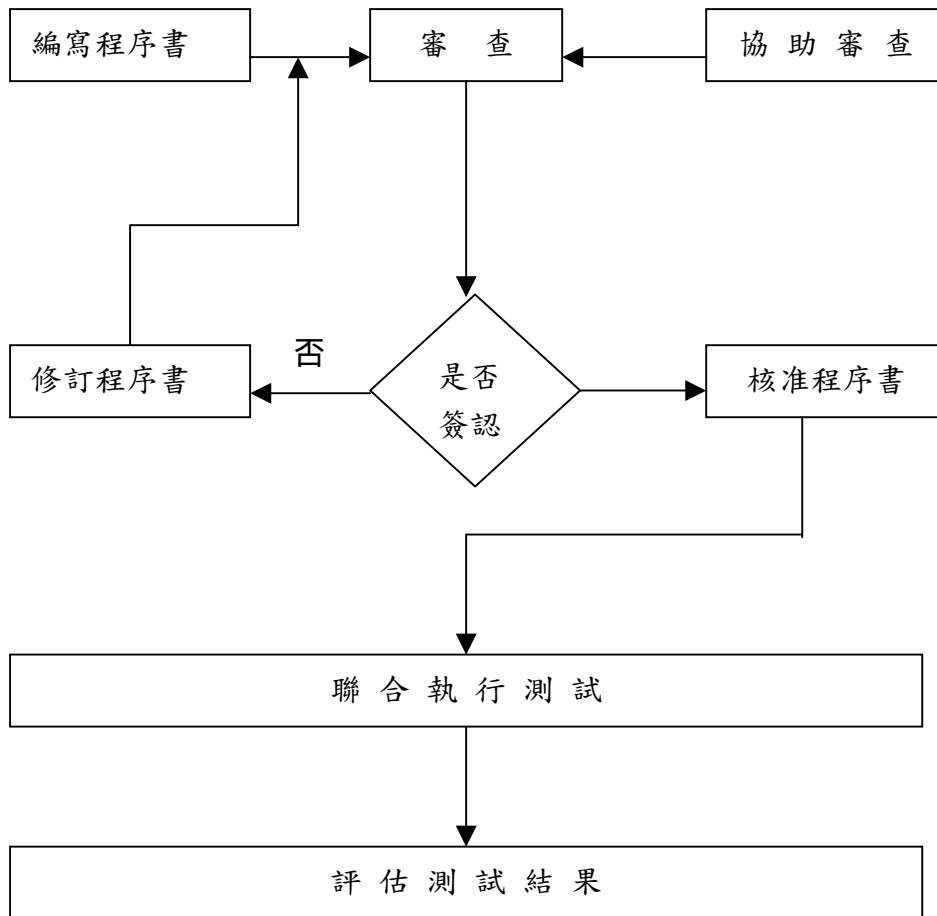 編寫程序書
審 查
協 助 審 查
否
修訂程序書
是否
簽認
核准程序書
聯 合 執 行 測 試
評 估 測 試 結 果